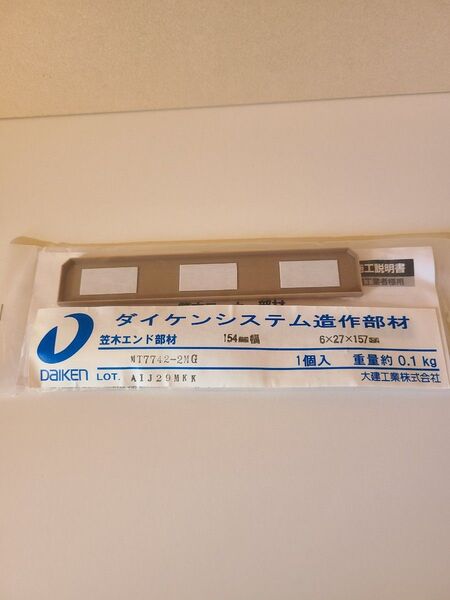 工説明書
工業者様用
ダイケンシステム造作部材
笠木エンド部材 154㎜幅 6×27×157㎜
MT7742-2MG 1個入 重量約 0.1 kg
DAIKEN LOT. AIJ29MKK 大建工業株式会社